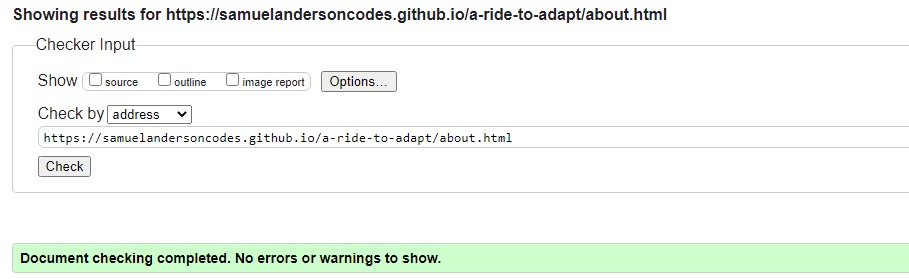 Showing results for https://samuelandersoncodes.github.io/a-ride-to-adapt/about.html
Checker Input
Show source outline image report Options...
Check by address
https://samuelandersoncodes.github.io/a-ride-to-adapt/about.html
Check
Document checking completed. No errors or warnings to show.